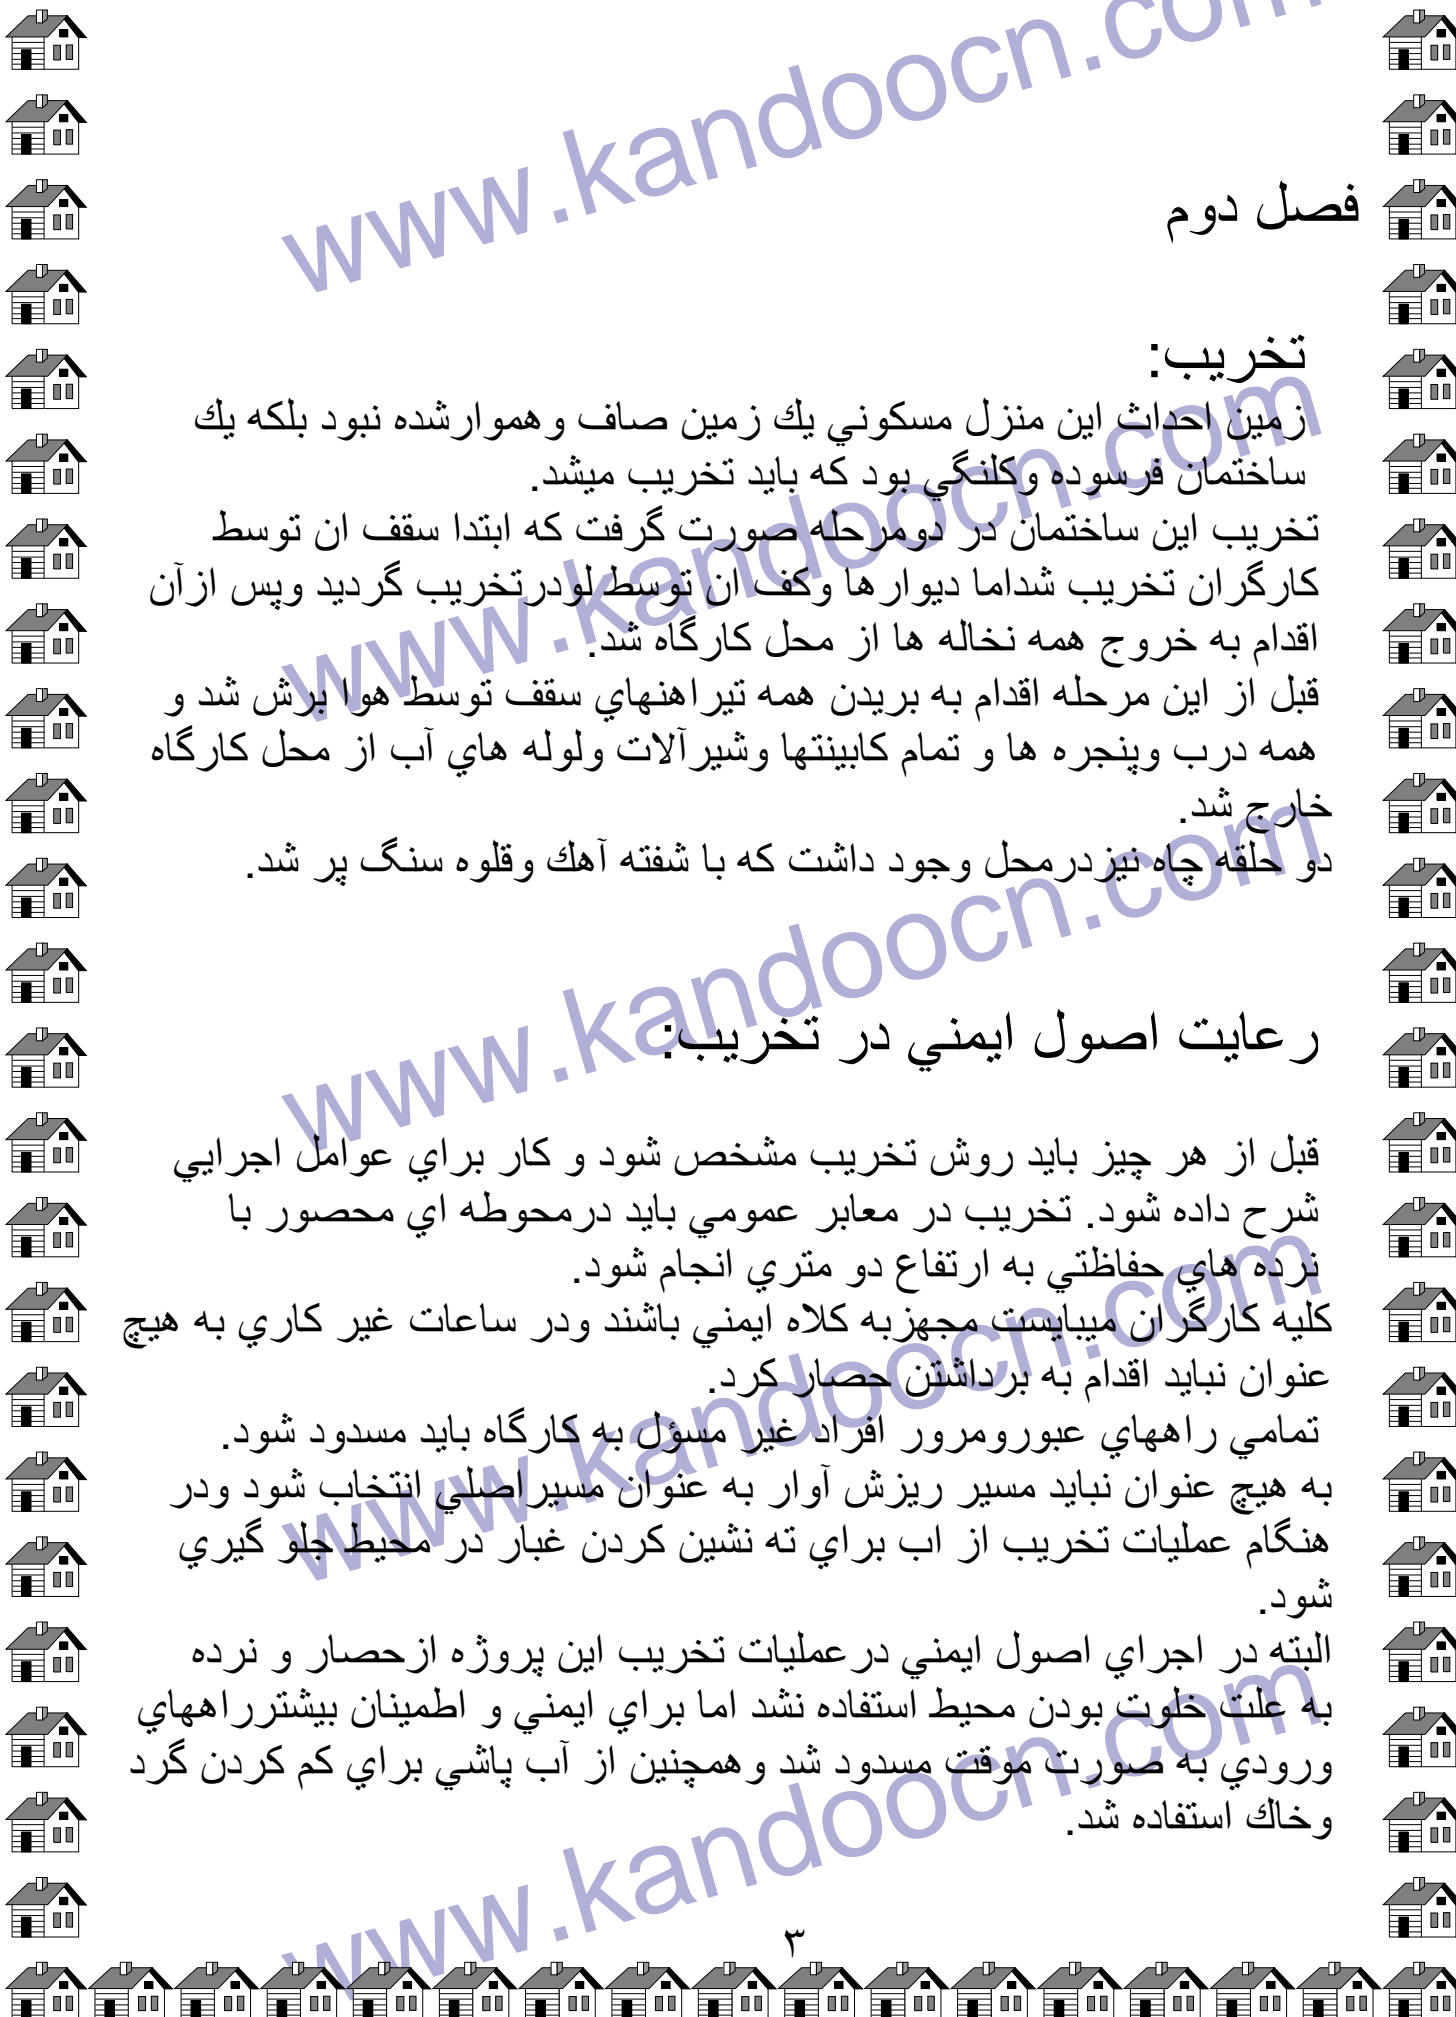 www.kandoocn.com
فصل دوم
تخريب:
زمين احداث اين منزل مسكوني يك زمين صاف وهموارشده نبود بلكه يك
ساختمان فرسوده وكلنگي بود كه بايد تخريب ميشد.
تخريب اين ساختمان در دومرحله صورت گرفت كه ابتدا سقف ان توسط
كارگران تخريب شداما ديوارها وكف ان توسط لودرتخريب گرديد وپس ازآن
اقدام به خروج همه نخاله ها از محل كارگاه شد.
www.kandoocn.com
قبل از اين مرحله اقدام به بريدن همه تيراهنهاي سقف توسط هوا برش شد و
همه درب وپنجره ها و تمام كابينتها وشيرآلات ولوله هاي آب از محل كارگاه
خارج شد.
دو حلقه چاه نيزدرمحل وجود داشت كه با شفته آهك وقلوه سنگ پر شد.
www.kandoocn.com
رعايت اصول ايمني در تخريب:
قبل از هر چيز بايد روش تخريب مشخص شود و كار براي عوامل اجرايي
شرح داده شود. تخريب در معابر عمومي بايد درمحوطه اي محصور با
نرده هاي حفاظتي به ارتفاع دو متري انجام شود.
كليه كارگران ميبايست مجهزبه كلاه ايمني باشند ودر ساعات غير كاري به هيچ
عنوان نبايد اقدام به برداشتن حصار كرد.
تمامي راههاي عبورومرور افراد غير مسؤل به كارگاه بايد مسدود شود.
www.kandoocn.com
به هيچ عنوان نبايد مسير ريزش آوار به عنوان مسيراصلي انتخاب شود ودر
هنگام عمليات تخريب از اب براي ته نشين كردن غبار در محيط جلو گيري
شود.
البته در اجراي اصول ايمني درعمليات تخريب اين پروژه ازحصار و نرده
به علت خلوت بودن محيط استفاده نشد اما براي ايمني و اطمينان بيشترراههاي
ورودي به صورت موقت مسدود شد وهمچنين از آب پاشي براي كم كردن گرد
وخاك استفاده شد.
www.kandoocn.com
۳